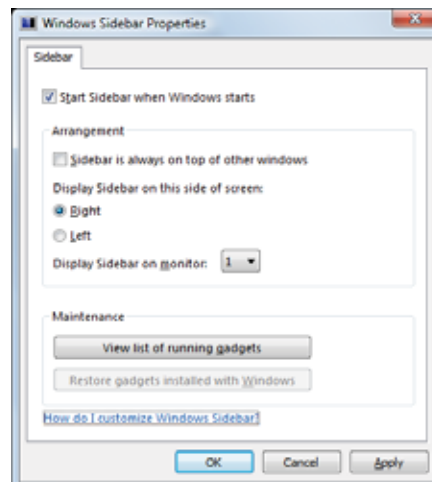 Windows Sidebar Properties
Sidebar
Start Sidebar when Windows starts
Arrangement
Sidebar is always on top of other windows
Display Sidebar on this side of screen:
Right
Left
Display Sidebar on monitor: 1
Maintenance
View list of running gadgets
Restore gadgets installed with Windows
How do I customize Windows Sidebar?
OK Cancel Apply